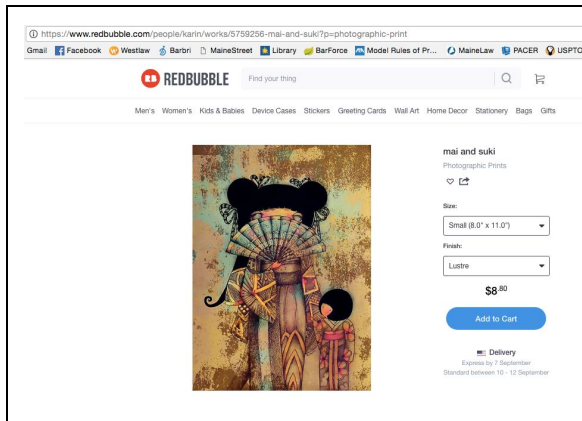 https://www.redbubble.com/people/karin/works/5759256-mai-and-suki?p=photographic-print
Gmail Facebook Westlaw Barbri MaineStreet Library BarForce Model Rules of Pr... MaineLaw PACER USPTO
RB REDBUBBLE Find your thing
Men's Women's Kids & Babies Device Cases Stickers Greeting Cards Wall Art Home Decor Stationery Bags Gifts
mai and suki
Photographic Prints
Size:
Small (8.0" x 11.0")
Finish:
Lustre
$8.80
Add to Cart
Delivery
Express by 7 September
Standard between 10 - 12 September